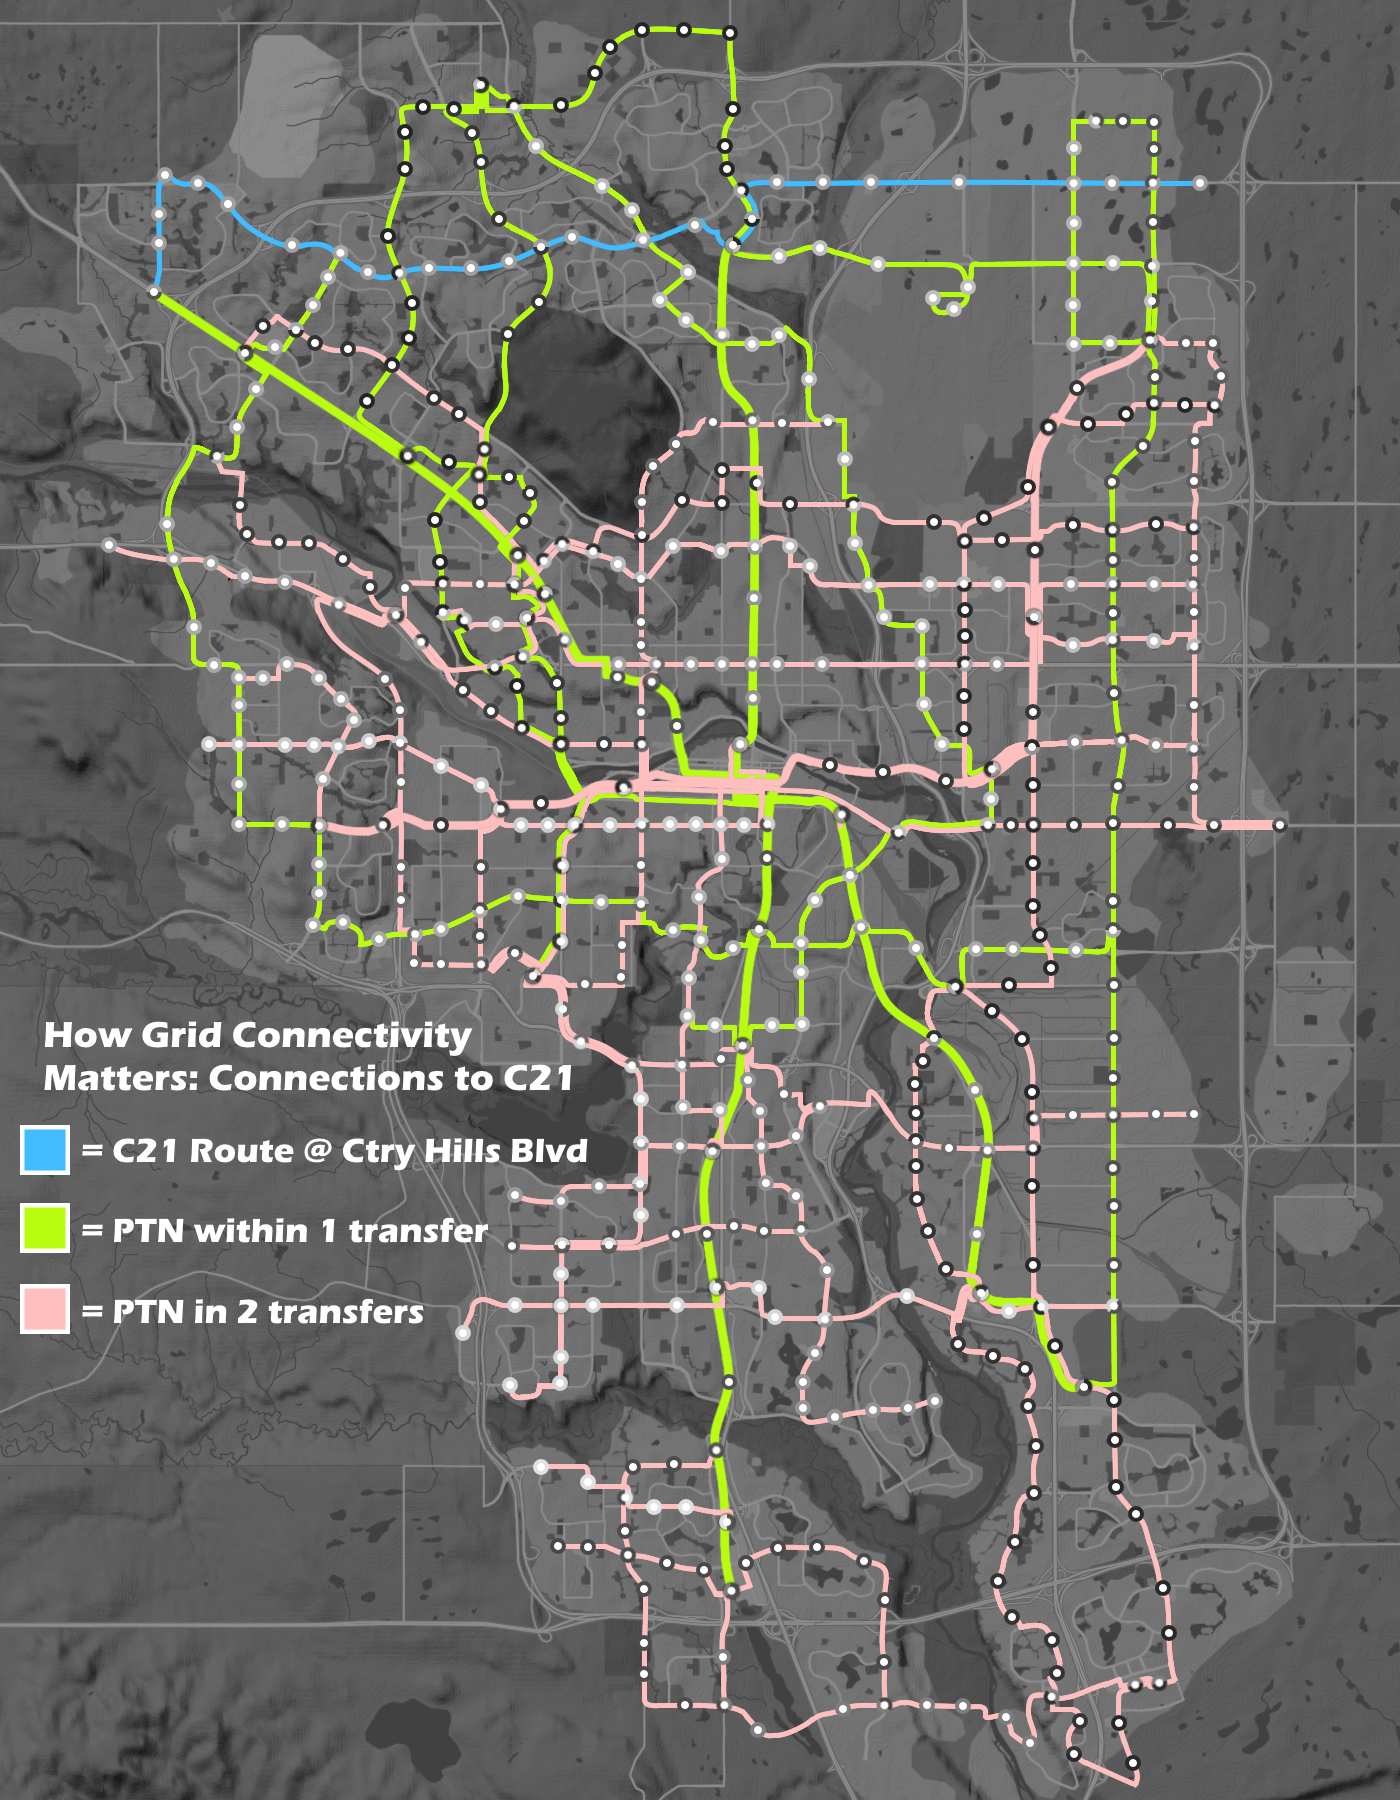 How Grid Connectivity
Matters: Connections to C21
= C21 Route @ Ctry Hills Blvd
= PTN within 1 transfer
= PTN in 2 transfers